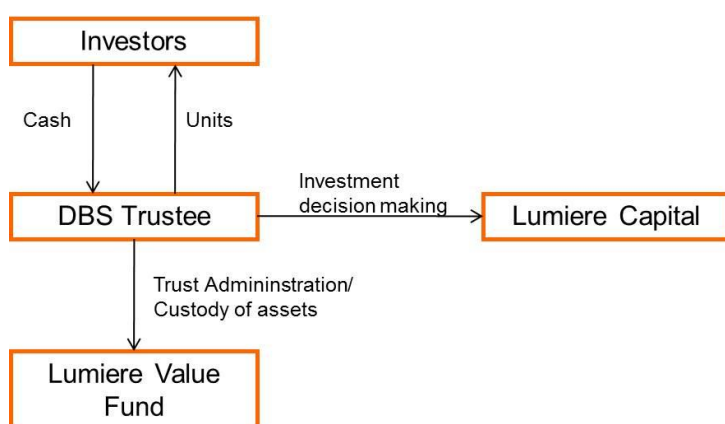 Investors
Cash
Units
DBS Trustee
Investment
decision making
Lumiere Capital
Trust Admininstration/
Custody of assets
Lumiere Value
Fund